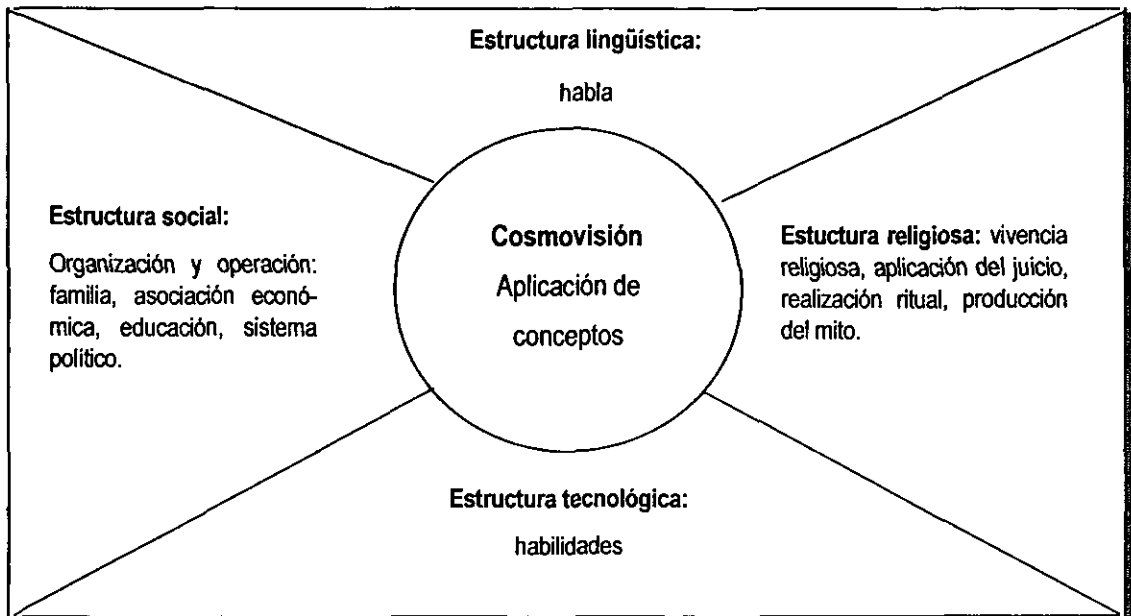 Estructura lingüística:
habla
Estructura social:
Organización y operación:
familia, asociación econó-
mica, educación, sistema
político.
Cosmovisión
Aplicación de
conceptos
Estuctura religiosa: vivencia
religiosa, aplicación del juicio,
realización ritual, producción
del mito.
Estructura tecnológica:
habilidades